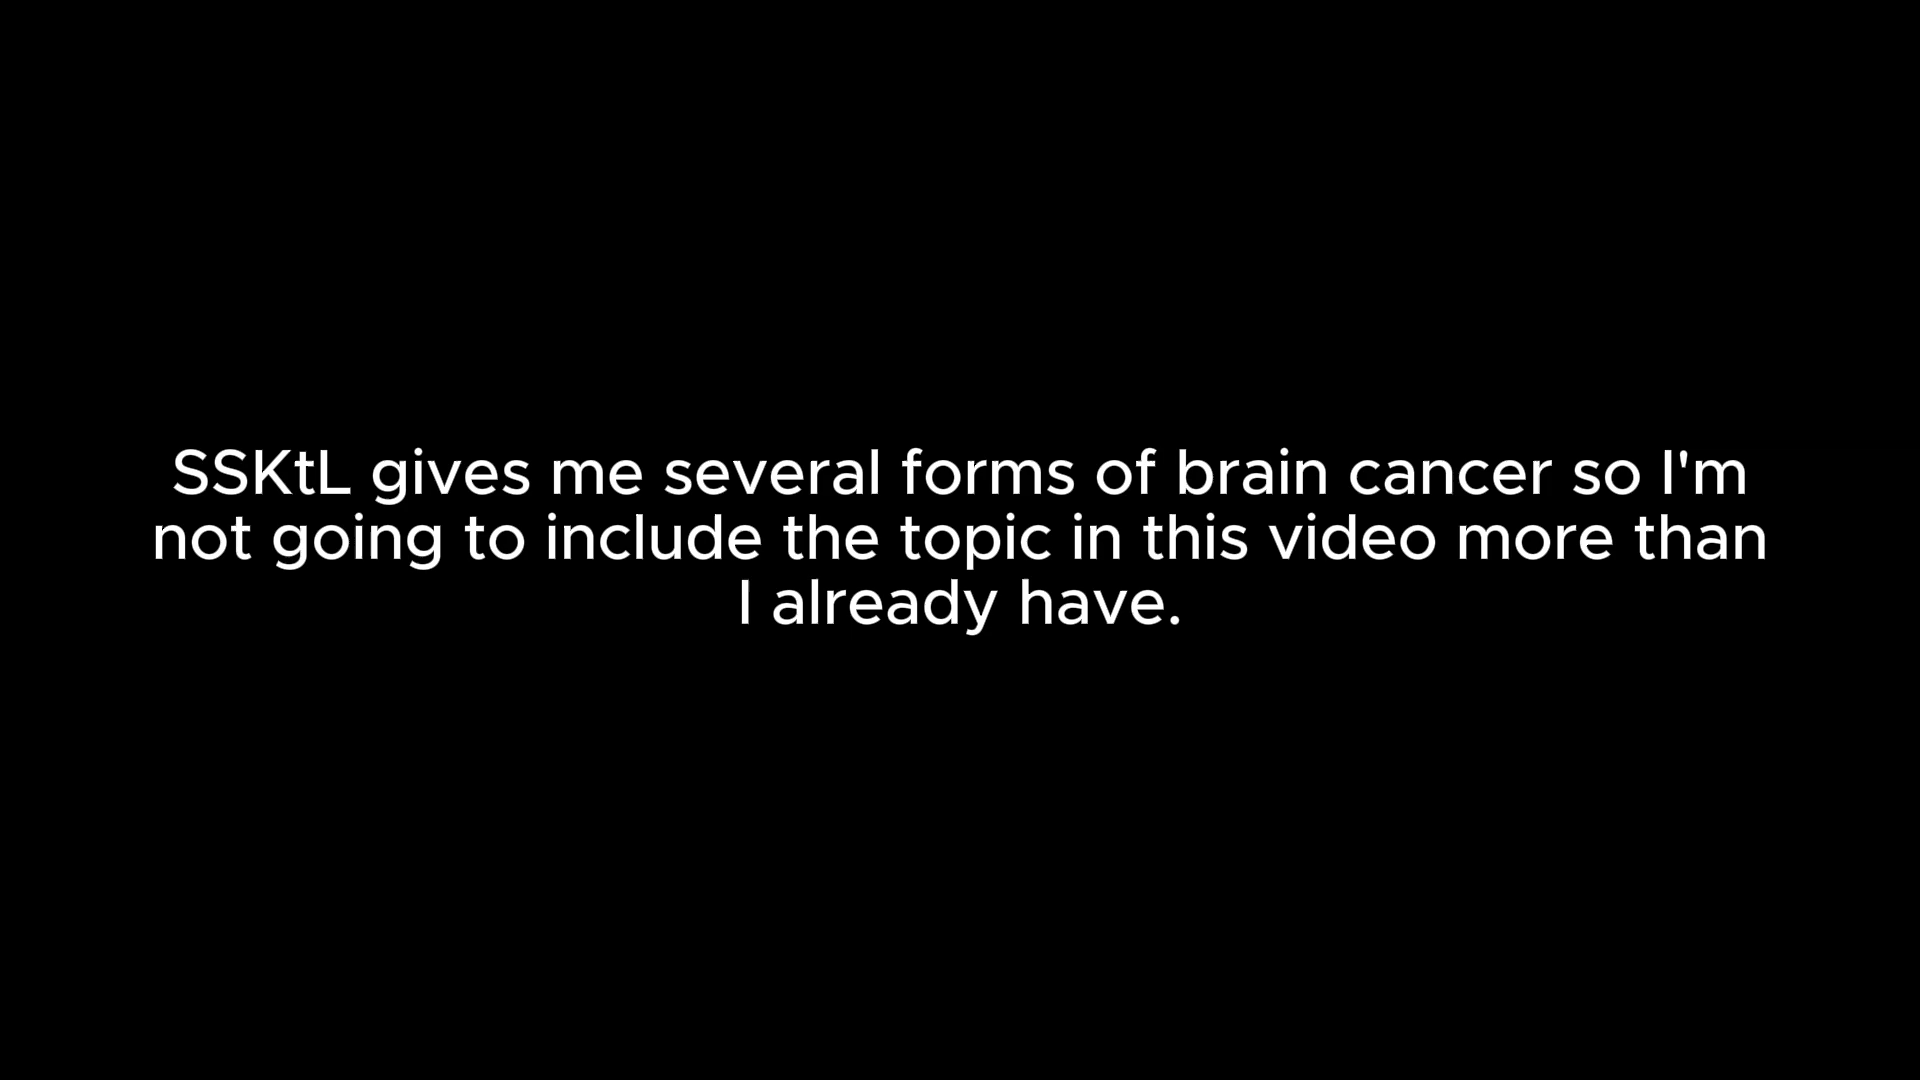 SSKtL gives me several forms of brain cancer so I'm
not going to include the topic in this video more than
I already have.